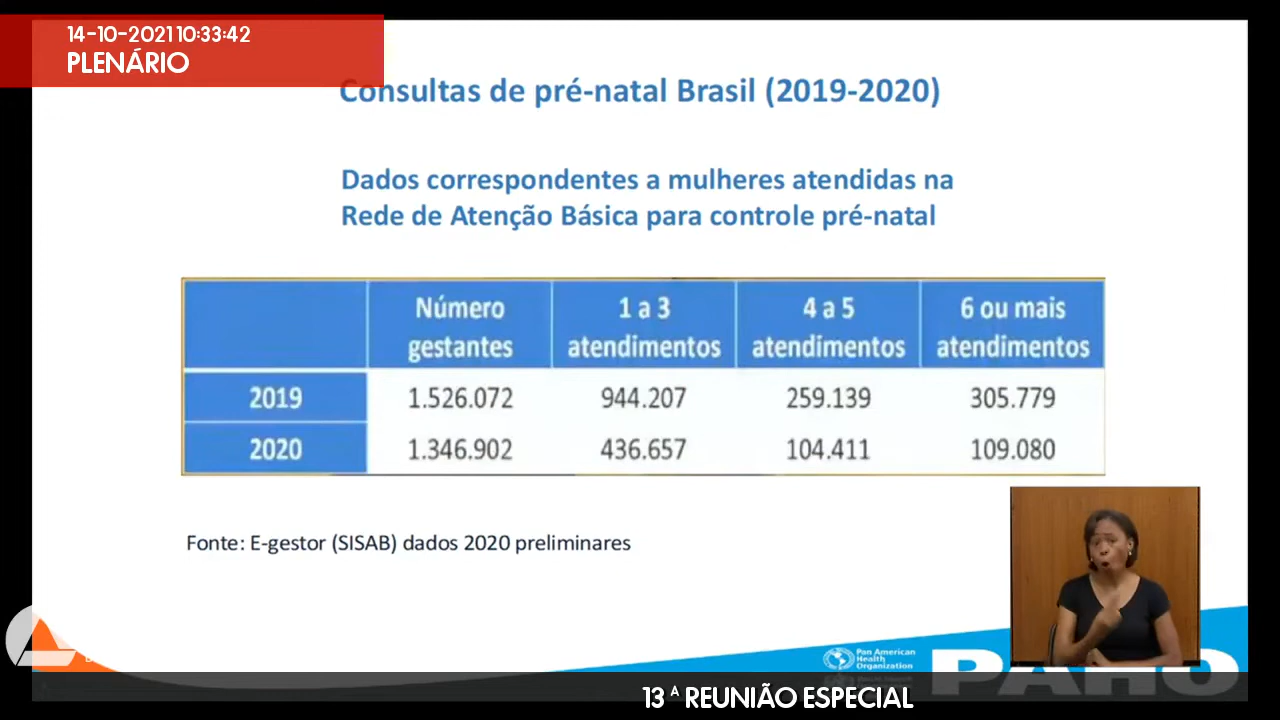 14-10-2021 10:33:42
PLENÁRIO
Consultas de pré-natal Brasil (2019-2020)
Dados correspondentes a mulheres atendidas na
Rede de Atenção Básica para controle pré-natal
Número gestantes 1 a 3 atendimentos 4 a 5 atendimentos 6 ou mais atendimentos
2019 1.526.072 944.207 259.139 305.779
2020 1.346.902 436.657 104.411 109.080
Fonte: E-gestor (SISAB) dados 2020 preliminares
Pan American
Health
Organization
PAHO
13ª REUNIÃO ESPECIAL